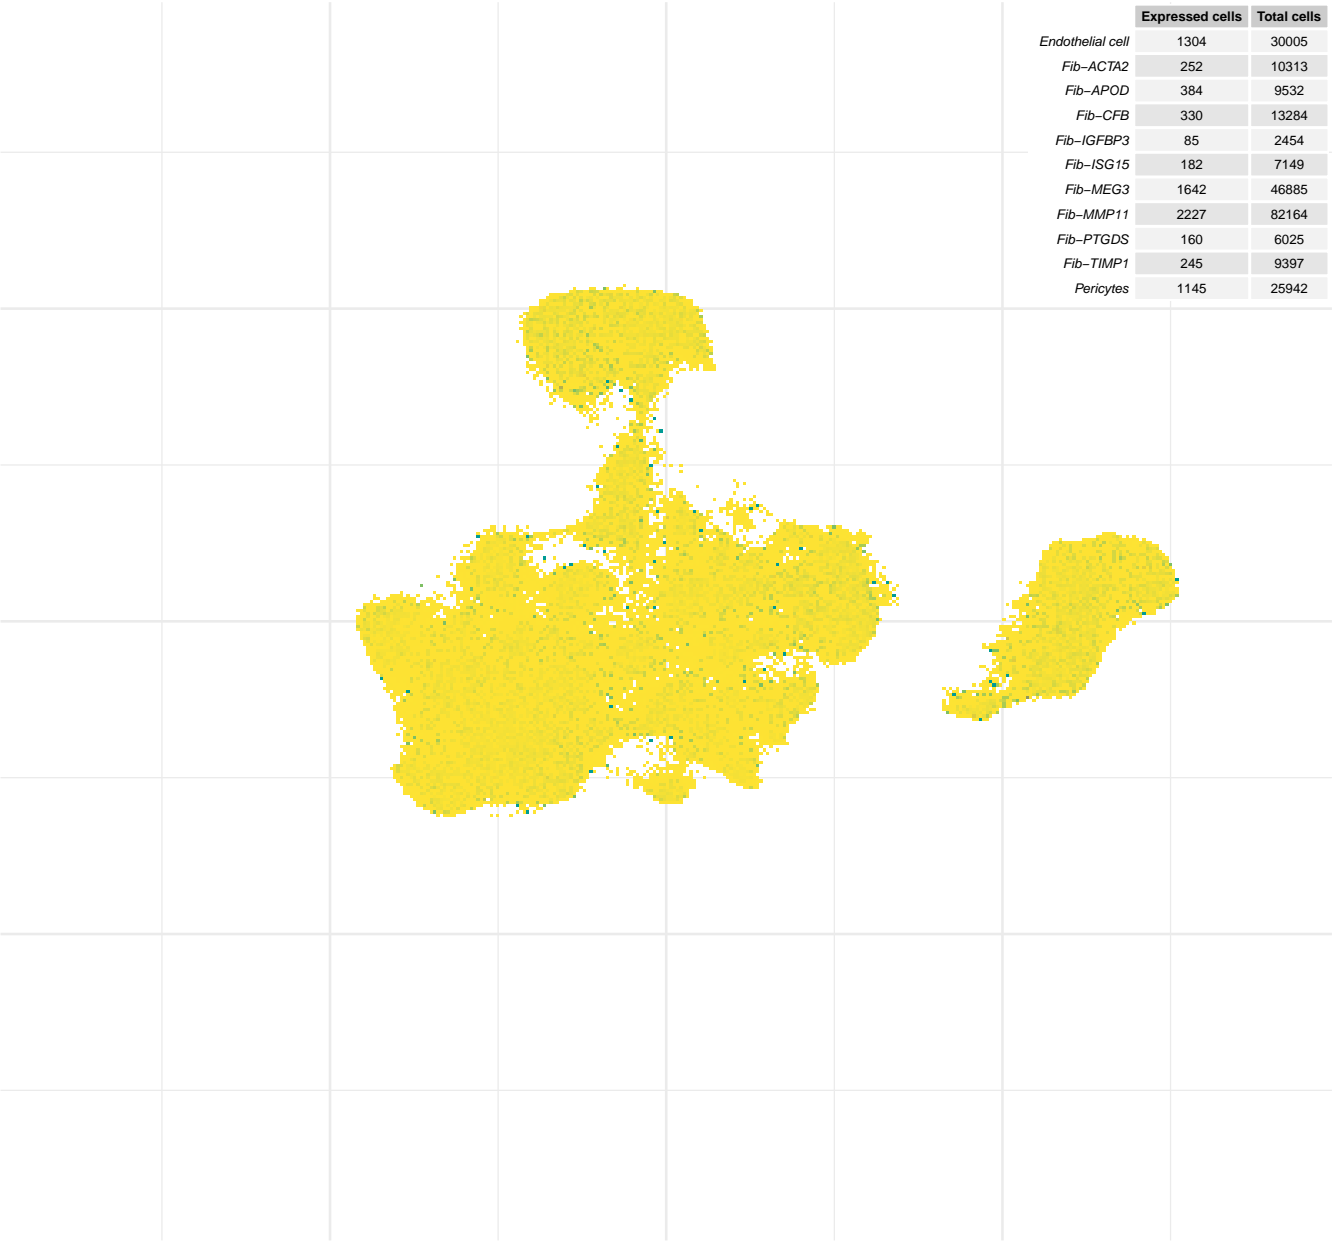 Expressed cells Total cells
Endothelial cell 1304 30005
Fib−ACTA2 252 10313
Fib−APOD 384 9532
Fib−CFB 330 13284
Fib−IGFBP3 85 2454
Fib−ISG15 182 7149
Fib−MEG3 1642 46885
Fib−MMP11 2227 82164
Fib−PTGDS 160 6025
Fib−TIMP1 245 9397
Pericytes 1145 25942